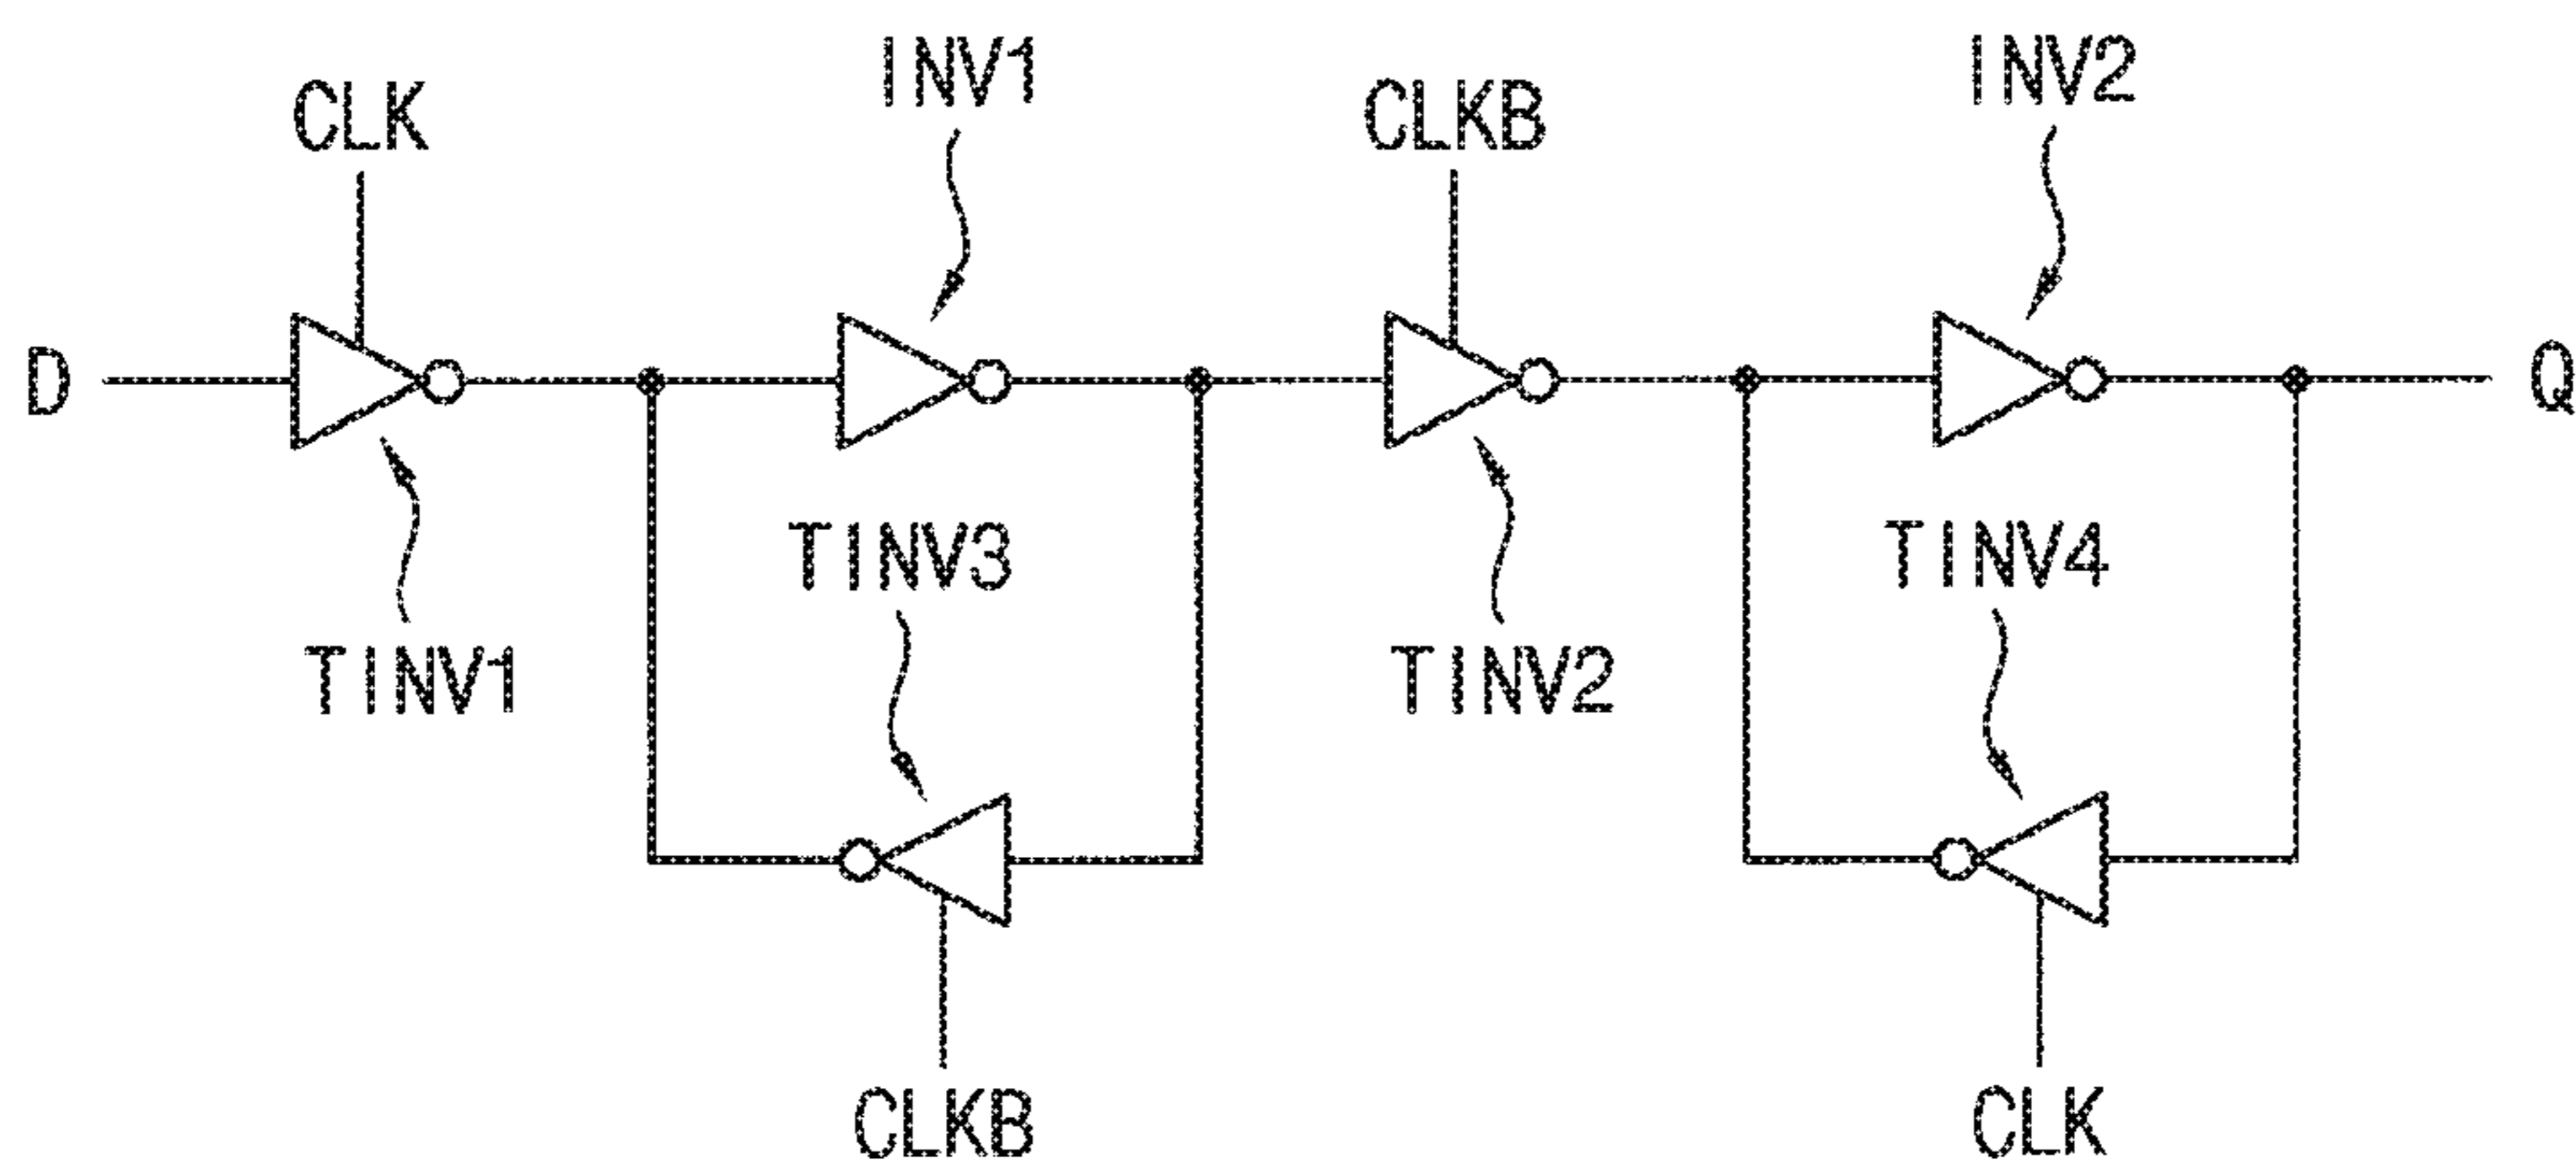 INV1
INV2
CLK
CLKB
D
Q
TINV3
TINV4
TINV1
TINV2
CLKB
CLK